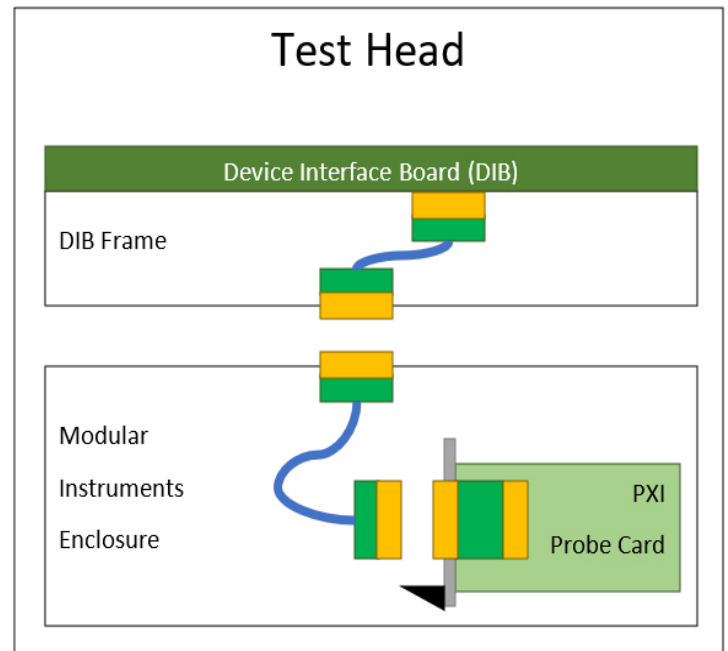 Test Head
Device Interface Board (DIB)
DIB Frame
Modular
Instruments
Enclosure
PXI
Probe Card